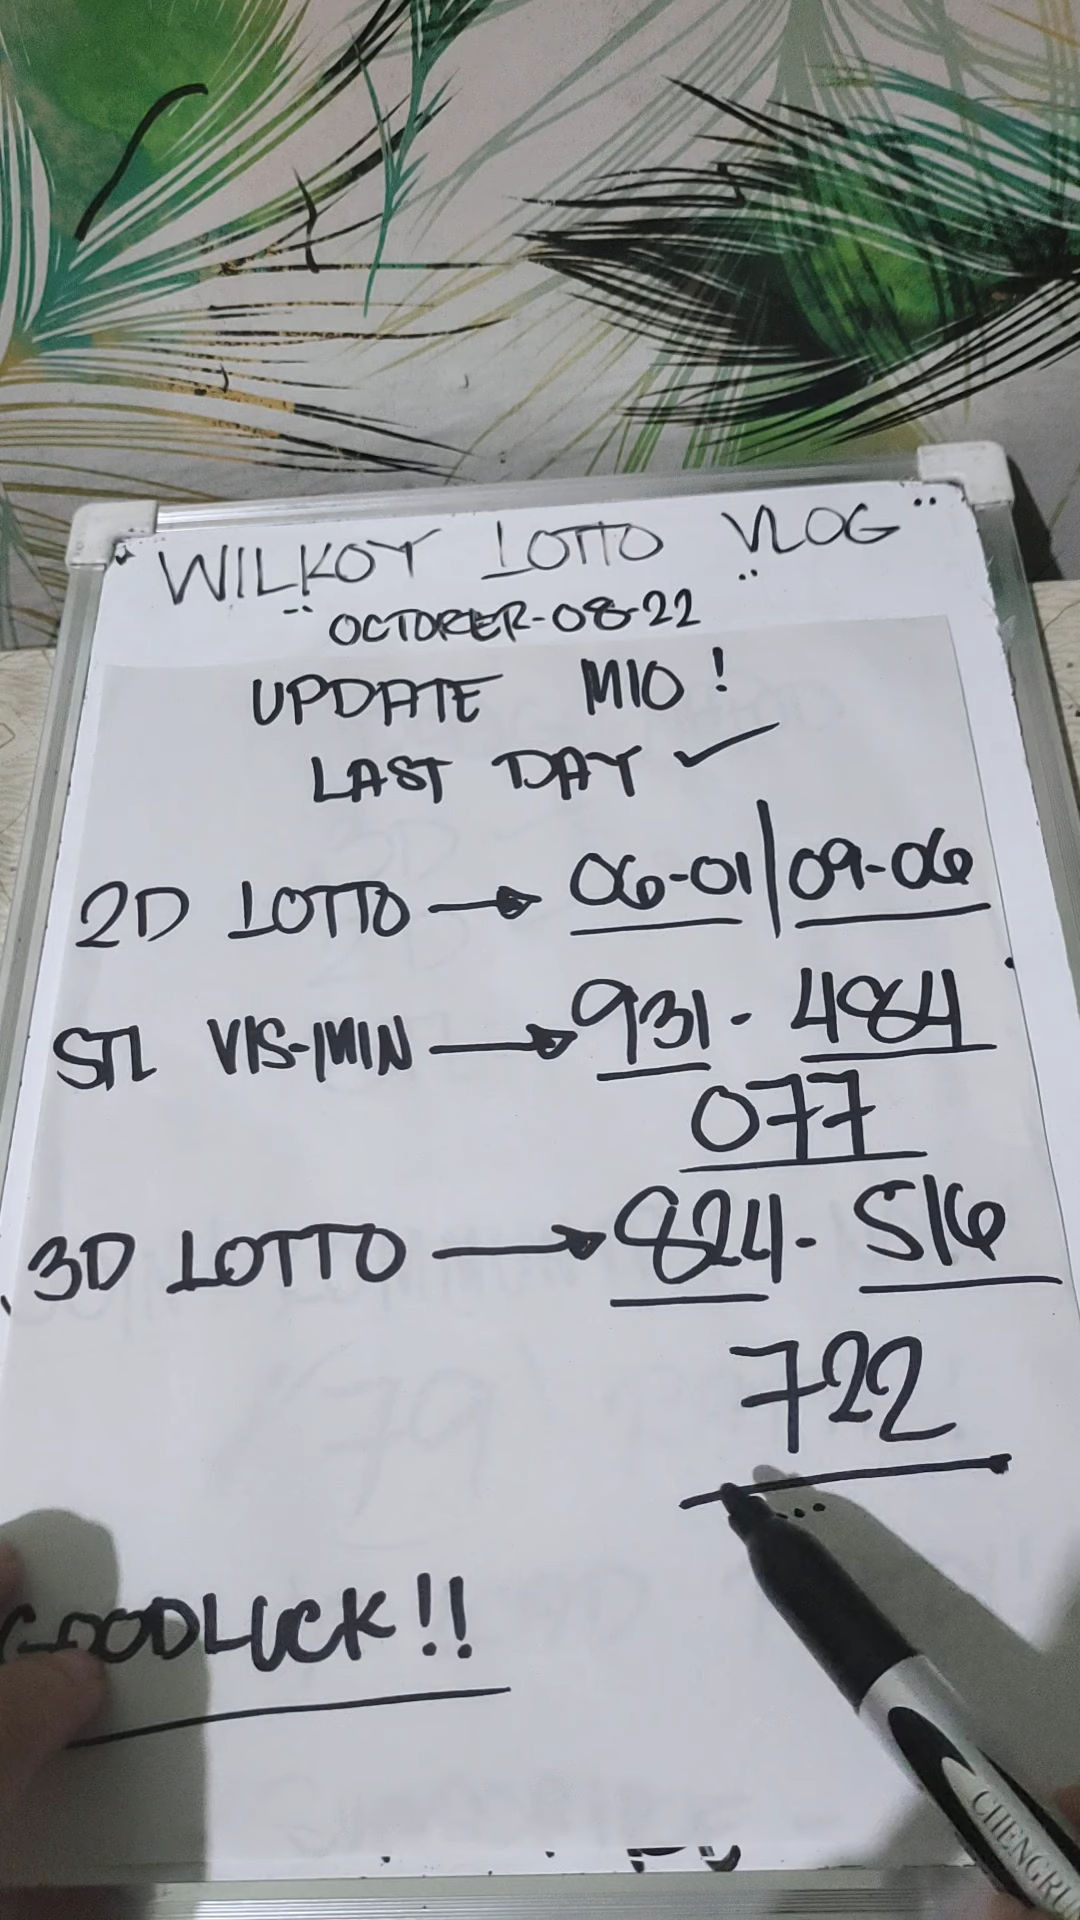 WILKOY LOTTO VLOG
OCTOBER-08-22
UPDATE MIO!
LAST DAY ✓
2D LOTTO → 06-01|09-06
STL VIS-MIN → 931 - 484
077
3D LOTTO → 824 - 516
722
GOODLUCK!!
CHENGRU